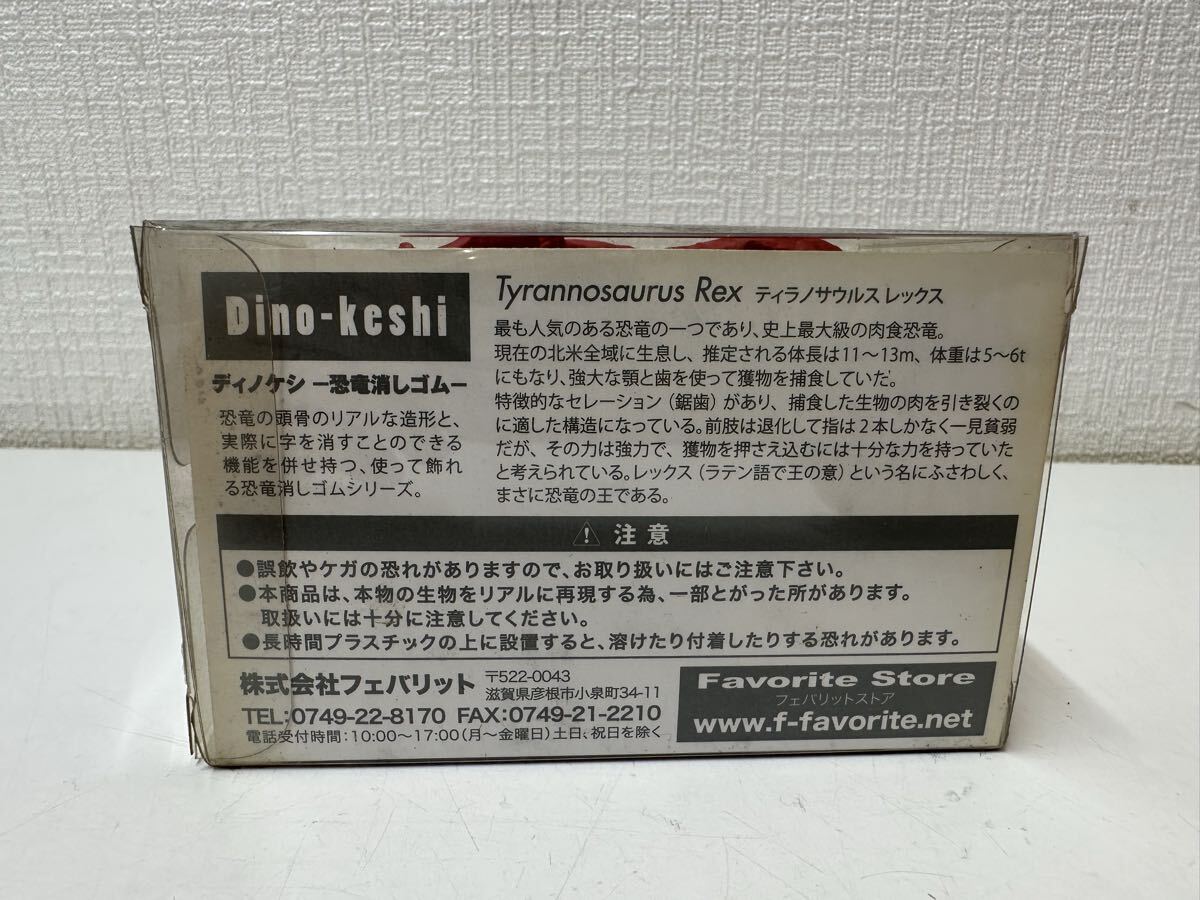 Dino-keshi
ディノケシ ー恐竜消しゴムー
恐竜の頭骨のリアルな造形と、
実際に字を消すことのできる
機能を併せ持つ、使って飾れ
る恐竜消しゴムシリーズ。
Tyrannosaurus Rex ティラノサウルス レックス
最も人気のある恐竜の一つであり、史上最大級の肉食恐竜。
現在の北米全域に生息し、推定される体長は11〜13m、体重は5〜6t
にもなり、強大な顎と歯を使って獲物を捕食していた。
特徴的なセレーション（鋸歯）があり、捕食した生物の肉を引き裂くの
に適した構造になっている。前肢は退化して指は2本しかなく一見貧弱
だが、その力は強力で、獲物を押さえ込むには十分な力を持っていた
と考えられている。レックス（ラテン語で王の意）という名にふさわしく、
まさに恐竜の王である。
注意
●誤飲やケガの恐れがありますので、お取り扱いにはご注意下さい。
●本商品は、本物の生物をリアルに再現する為、一部とがった所があります。
取扱いには十分に注意してください。
●長時間プラスチックの上に設置すると、溶けたり付着したりする恐れがあります。
株式会社フェバリット
〒522-0043
滋賀県彦根市小泉町34-11
TEL:0749-22-8170 FAX:0749-21-2210
電話受付時間：10:00〜17:00（月〜金曜日）土日、祝日を除く
Favorite Store
フェバリットストア
www.f-favorite.net